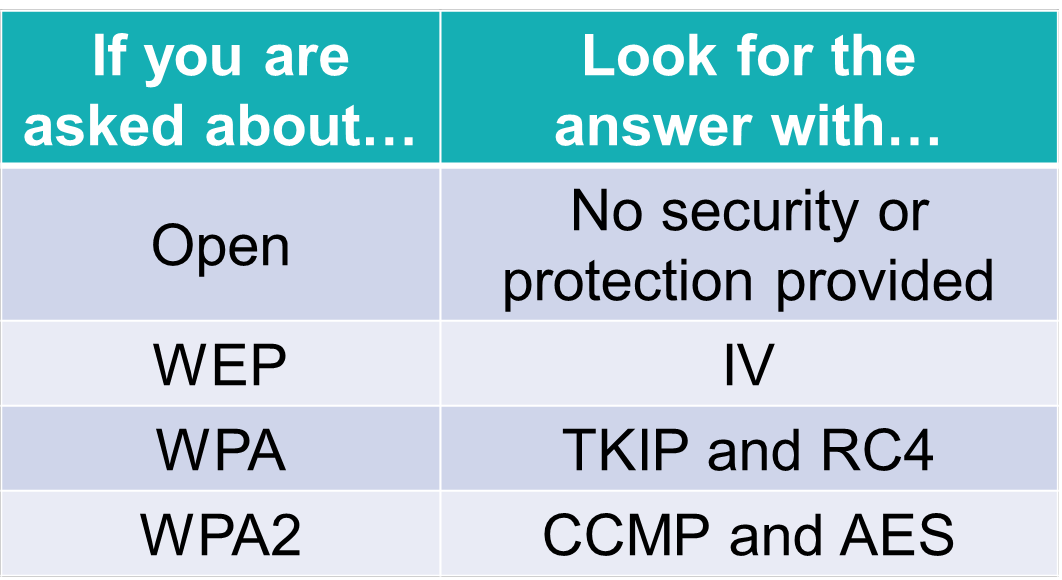 If you are
asked about…
Look for the
answer with…
Open
No security or
protection provided
WEP
IV
WPA
TKIP and RC4
WPA2
CCMP and AES